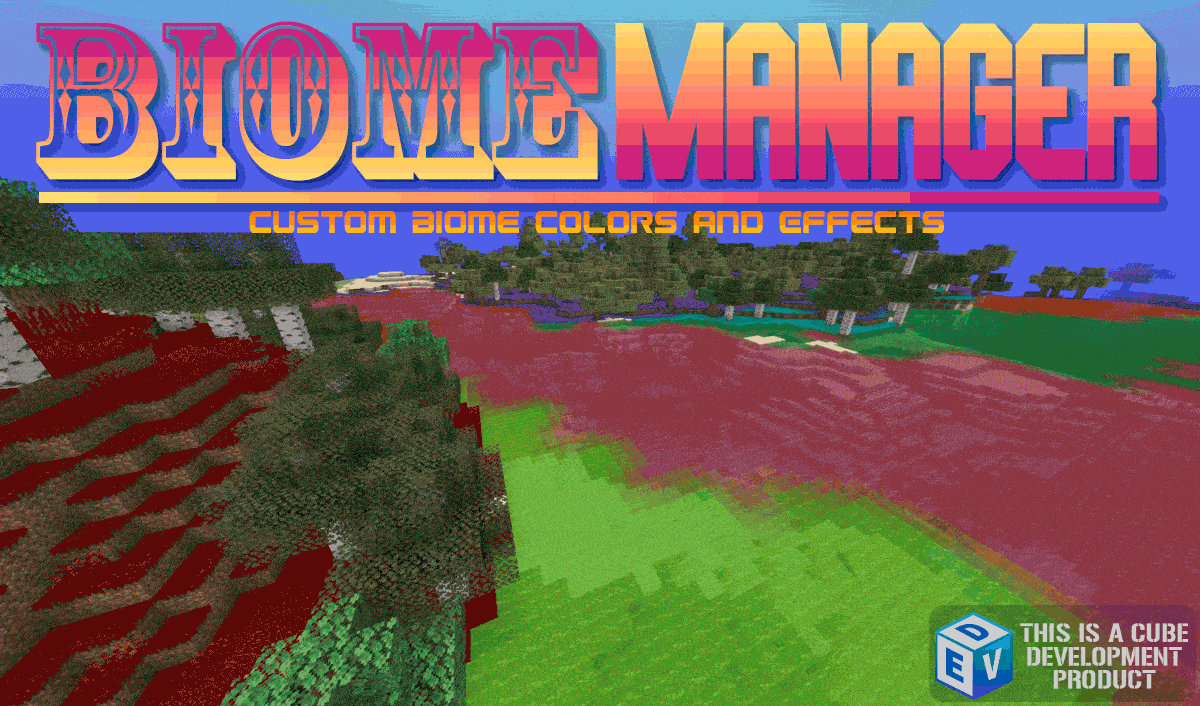 BIOME MANAGER
CUSTOM BIOME COLORS AND EFFECTS
D
E V
THIS IS A CUBE
DEVELOPMENT
PRODUCT